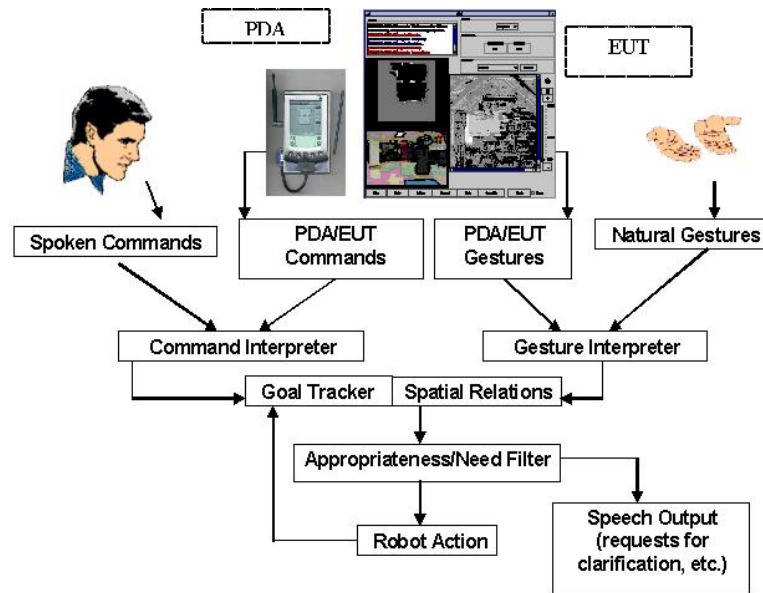 PDA
EUT
Spoken Commands
PDA/EUT
Commands
PDA/EUT
Gestures
Natural Gestures
Command Interpreter
Gesture Interpreter
Goal Tracker
Spatial Relations
Appropriateness/Need Filter
Robot Action
Speech Output
(requests for
clarification, etc.)